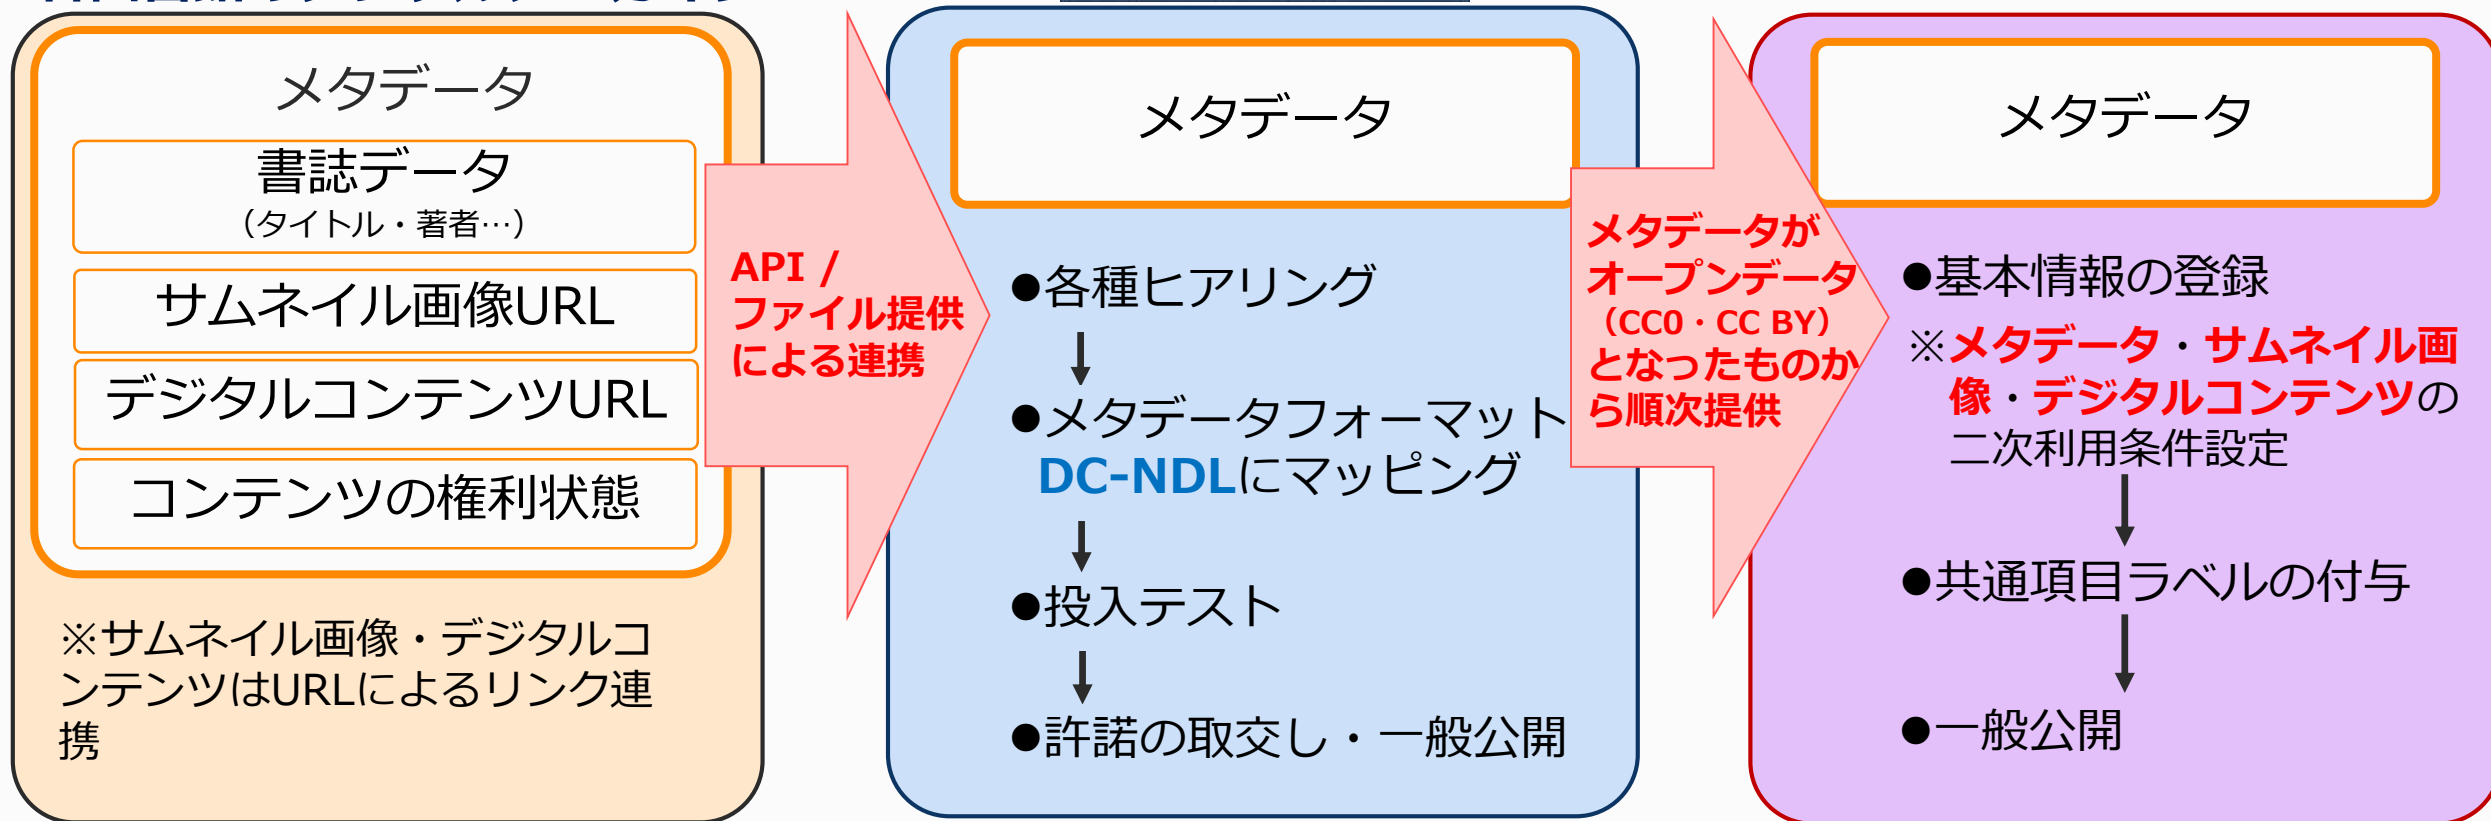 メタデータ
書誌データ
（タイトル・著者…）
サムネイル画像URL
デジタルコンテンツURL
コンテンツの権利状態
※サムネイル画像・デジタルコ
ンテンツはURLによるリンク連
携
API /
ファイル提供
による連携
メタデータ
●各種ヒアリング
●メタデータフォーマット
DC-NDLにマッピング
●投入テスト
●許諾の取交し・一般公開
メタデータが
オープンデータ
（CC0・CC BY）
となったものか
ら順次提供
メタデータ
●基本情報の登録
※メタデータ・サムネイル画
像・デジタルコンテンツの
二次利用条件設定
●共通項目ラベルの付与
●一般公開